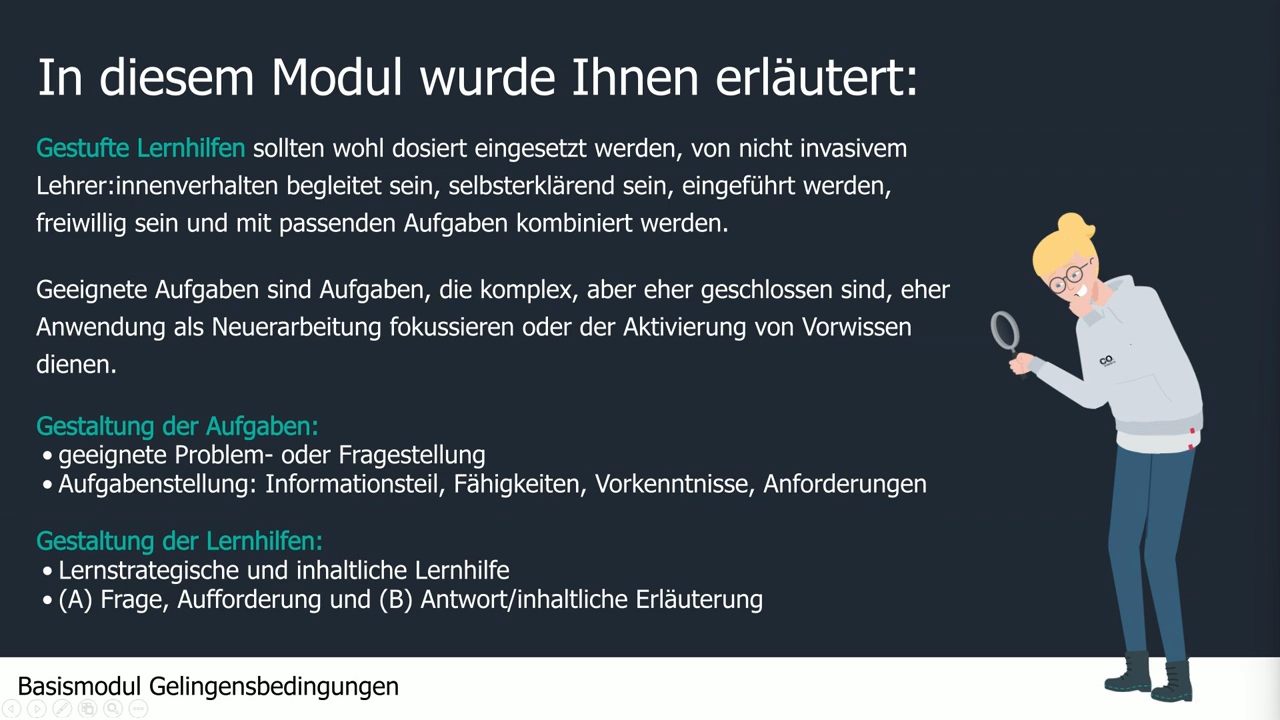 In diesem Modul wurde Ihnen erläutert:
Gestufte Lernhilfen sollten wohl dosiert eingesetzt werden, von nicht invasivem
Lehrer:innenverhalten begleitet sein, selbsterklärend sein, eingeführt werden,
freiwillig sein und mit passenden Aufgaben kombiniert werden.
Geeignete Aufgaben sind Aufgaben, die komplex, aber eher geschlossen sind, eher
Anwendung als Neuerarbeitung fokussieren oder der Aktivierung von Vorwissen
dienen.
Gestaltung der Aufgaben:
• geeignete Problem- oder Fragestellung
• Aufgabenstellung: Informationsteil, Fähigkeiten, Vorkenntnisse, Anforderungen
Gestaltung der Lernhilfen:
• Lernstrategische und inhaltliche Lernhilfe
• (A) Frage, Aufforderung und (B) Antwort/inhaltliche Erläuterung
CO
Basismodul Gelingensbedingungen